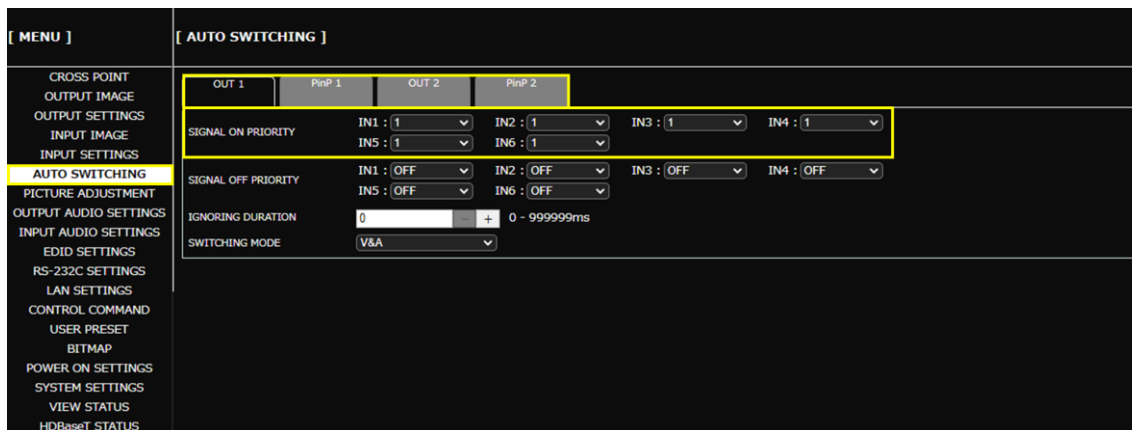 [ MENU ]
[ AUTO SWITCHING ]
CROSS POINT
OUTPUT IMAGE
OUTPUT SETTINGS
INPUT IMAGE
INPUT SETTINGS
AUTO SWITCHING
PICTURE ADJUSTMENT
OUTPUT AUDIO SETTINGS
INPUT AUDIO SETTINGS
EDID SETTINGS
RS-232C SETTINGS
LAN SETTINGS
CONTROL COMMAND
USER PRESET
BITMAP
POWER ON SETTINGS
SYSTEM SETTINGS
VIEW STATUS
HDBaseT STATUS
OUT 1 PinP 1 OUT 2 PinP 2
SIGNAL ON PRIORITY
IN1 : 1 IN2 : 1 IN3 : 1 IN4 : 1
IN5 : 1 IN6 : 1
SIGNAL OFF PRIORITY
IN1 : OFF IN2 : OFF IN3 : OFF IN4 : OFF
IN5 : OFF IN6 : OFF
IGNORING DURATION 0 - + 0 - 999999ms
SWITCHING MODE V&A